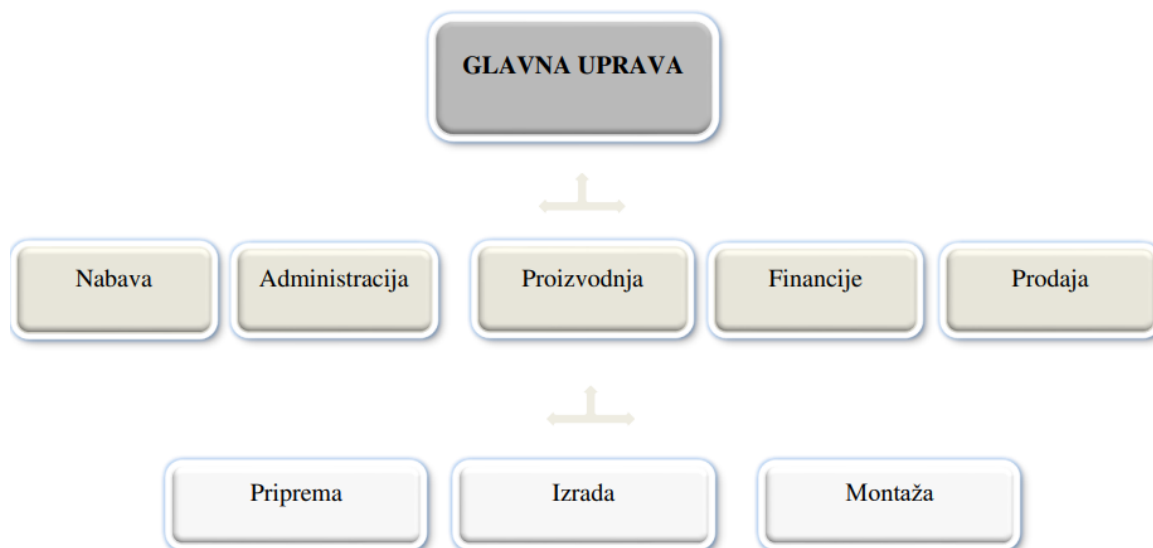 GLAVNA UPRAVA
Nabava
Administracija
Proizvodnja
Financije
Prodaja
Priprema
Izrada
Montaža